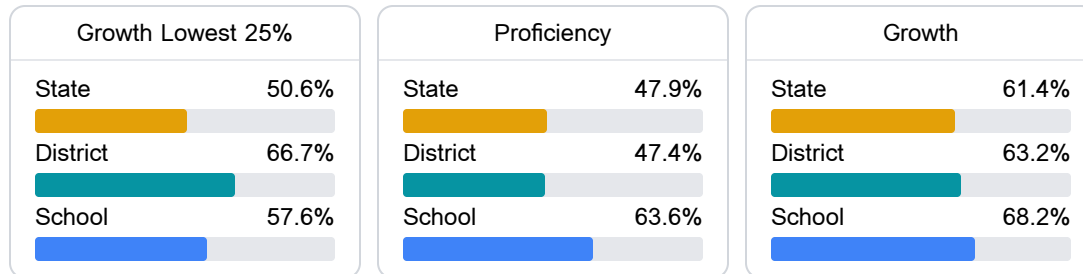 Growth Lowest 25%
State 50.6%
District 66.7%
School 57.6%
Proficiency
State 47.9%
District 47.4%
School 63.6%
Growth
State 61.4%
District 63.2%
School 68.2%